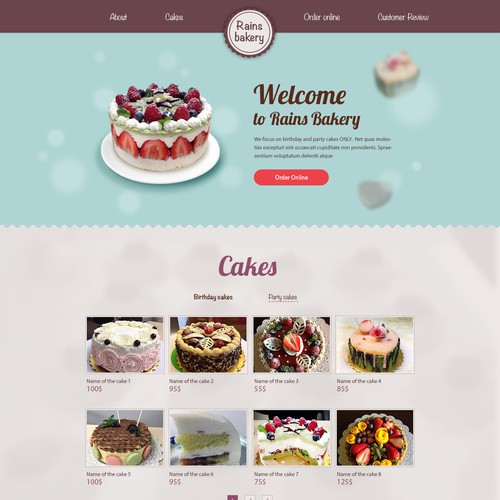 About
Cakes
Rains
bakery
Order online
Customer Review
Welcome
to Rains Bakery
We focus on birthday and party cakes ONLY. Net quas moles-
tias excepturi sint occaecati cupiditate non providents. Sprae-
sentium voluptatum deleniti atque
Order Online
Cakes
Birthday cakes
Party cakes
Name of the cake 1
100$
Name of the cake 2
95$
Name of the cake 3
55$
Name of the cake 4
85$
Name of the cake 5
100$
Name of the cake 6
95$
Name of the cake 7
75$
Name of the cake 8
125$